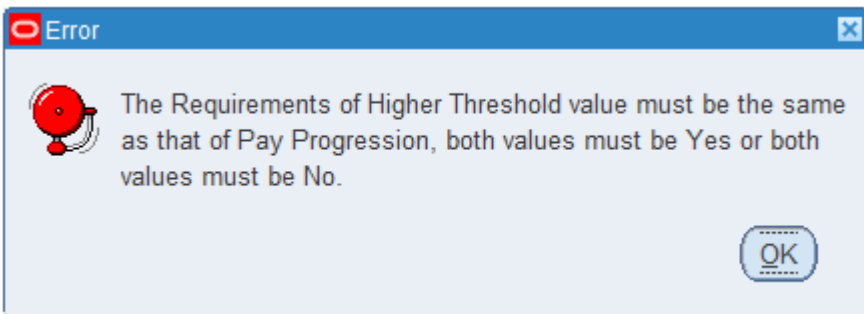 Error
The Requirements of Higher Threshold value must be the same
as that of Pay Progression, both values must be Yes or both
values must be No.
OK